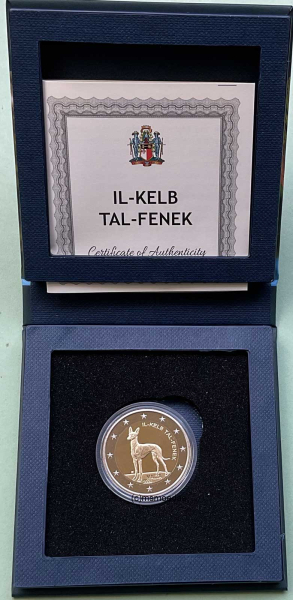 IL-KELB
TAL-FENEK
Certificate of Authenticity
IL-KELB TAL-FENEK